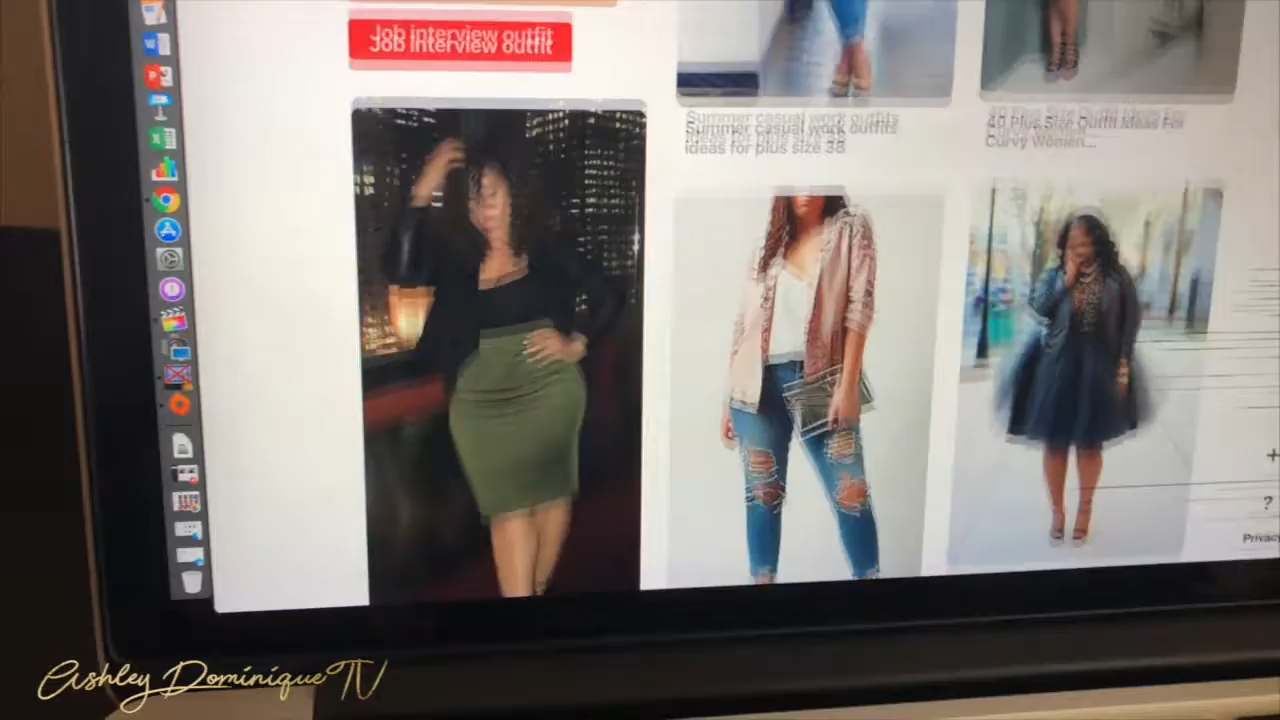 Job interview outfit
Summer casual work outfits
ideas for plus size 38
40 Plus Size Outfit Ideas For
Curvy Women...
?
Privacy
Ashley DominiqueTV